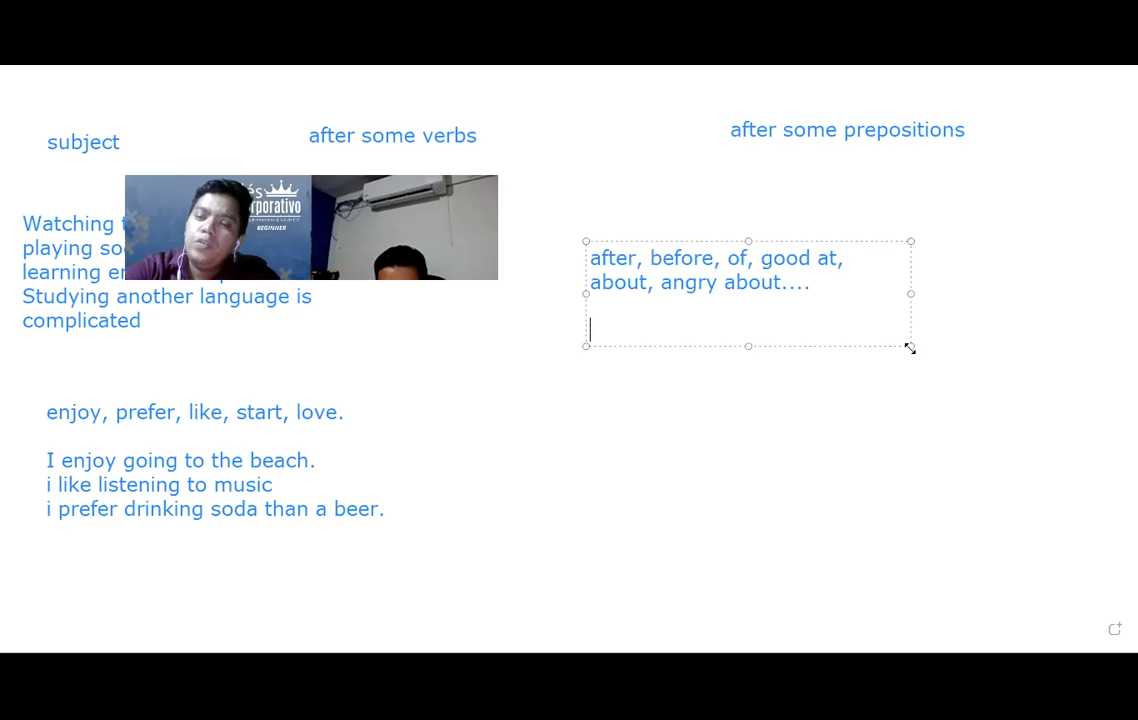 subject
after some verbs
after some prepositions
Watching
playing
learning
Studying another language is
complicated
BEGINNER
after, before, of, good at,
about, angry about....
enjoy, prefer, like, start, love.
I enjoy going to the beach.
i like listening to music
i prefer drinking soda than a beer.